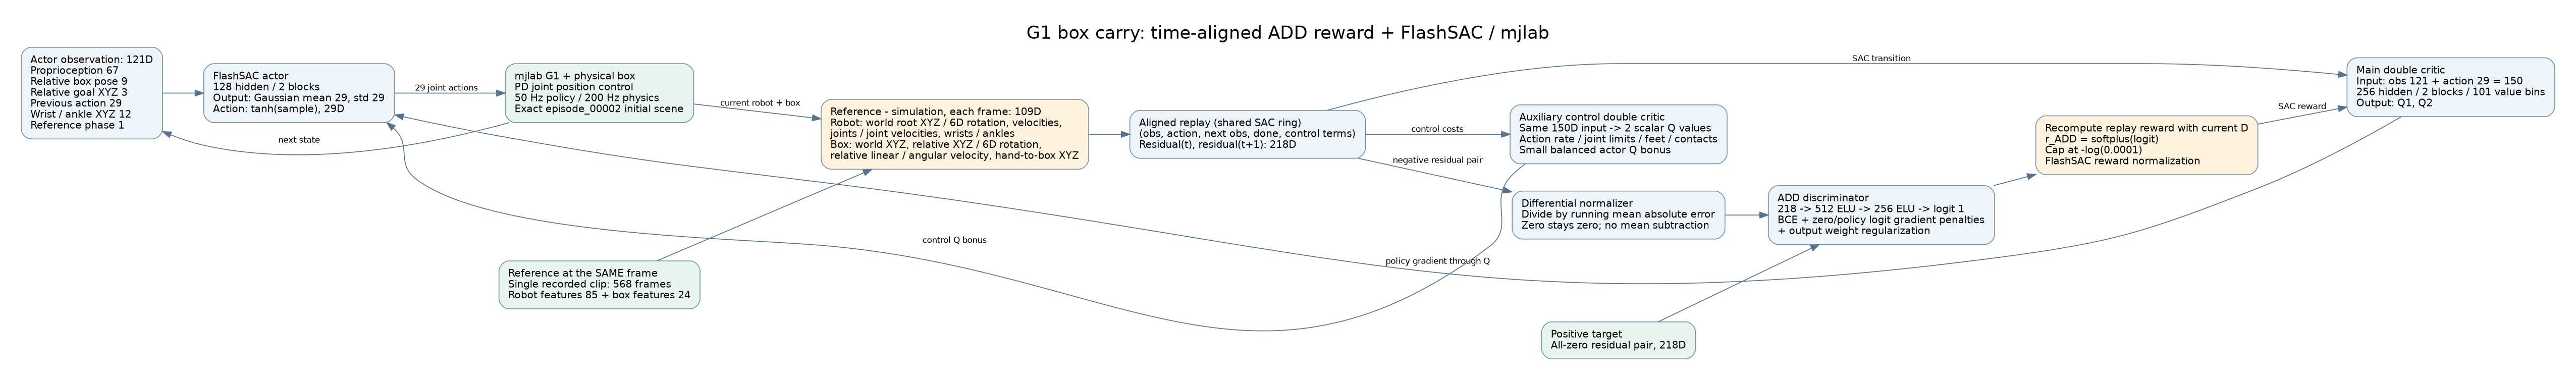 G1 box carry: time-aligned ADD reward + FlashSAC / mjlab
Actor observation: 121D
Proprioception 67
Relative box pose 9
Relative goal XYZ 3
Previous action 29
Wrist / ankle XYZ 12
Reference phase 1
FlashSAC actor
128 hidden / 2 blocks
Output: Gaussian mean 29, std 29
Action: tanh(sample), 29D
29 joint actions
next state
mjlab G1 + physical box
PD joint position control
50 Hz policy / 200 Hz physics
Exact episode_00002 initial scene
current robot + box
Reference - simulation, each frame: 109D
Robot: world root XYZ / 6D rotation, velocities,
joints / joint velocities, wrists / ankles
Box: world XYZ, relative XYZ / 6D rotation,
relative linear / angular velocity, hand-to-box XYZ
Reference at the SAME frame
Single recorded clip: 568 frames
Robot features 85 + box features 24
Aligned replay (shared SAC ring)
(obs, action, next obs, done, control terms)
Residual(t), residual(t+1): 218D
SAC transition
control costs
negative residual pair
Auxiliary control double critic
Same 150D input -> 2 scalar Q values
Action rate / joint limits / feet / contacts
Small balanced actor Q bonus
Differential normalizer
Divide by running mean absolute error
Zero stays zero; no mean subtraction
control Q bonus
policy gradient through Q
ADD discriminator
218 -> 512 ELU -> 256 ELU -> logit 1
BCE + zero/policy logit gradient penalties
+ output weight regularization
Positive target
All-zero residual pair, 218D
Recompute replay reward with current D
r_ADD = softplus(logit)
Cap at -log(0.0001)
FlashSAC reward normalization
SAC reward
Main double critic
Input: obs 121 + action 29 = 150
256 hidden / 2 blocks / 101 value bins
Output: Q1, Q2